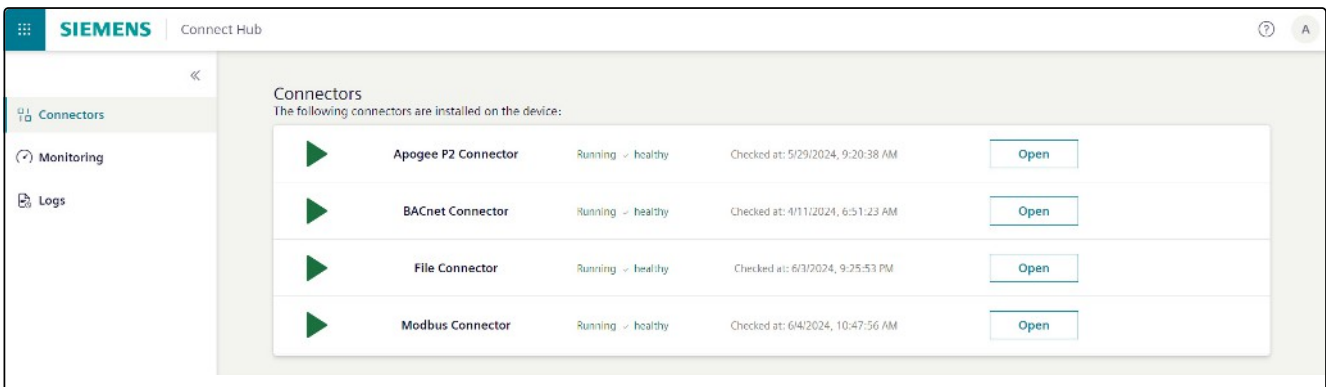 SIEMENS Connect Hub
A
Connectors
Monitoring
Logs
Connectors
The following connectors are installed on the device:
Apogee P2 Connector Running healthy Checked at: 5/29/2024, 9:20:38 AM Open
BACnet Connector Running healthy Checked at: 4/11/2024, 6:51:23 AM Open
File Connector Running healthy Checked at: 6/3/2024, 9:25:53 PM Open
Modbus Connector Running healthy Checked at: 6/4/2024, 10:47:56 AM Open